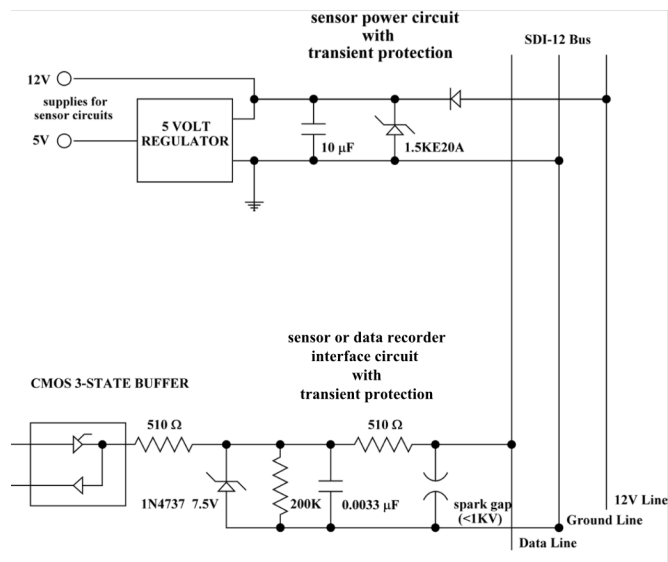 sensor power circuit
with
transient protection
SDI-12 Bus
12V
supplies for
sensor circuits
5V
5 VOLT
REGULATOR
10 µF
1.5KE20A
sensor or data recorder
interface circuit
with
transient protection
CMOS 3-STATE BUFFER
510 Ω
510 Ω
1N4737 7.5V
200K
0.0033 µF
spark gap
(<1KV)
12V Line
Ground Line
Data Line